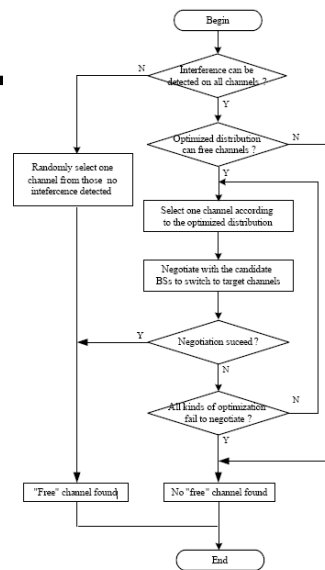 Begin
N
Interference can be
detected on all channels ?
Y
Optimized distribution
can free channels ?
N
Y
Randomly select one
channel from those no
intefercence detected
Select one channel according
to the optimized distribution
Negotiate with the candidate
BSs to switch to target channels
Y
Negotiation suceed ?
N
All kinds of optimization
fail to negotiate ?
N
Y
"Free" channel found
No "free" channel found
End